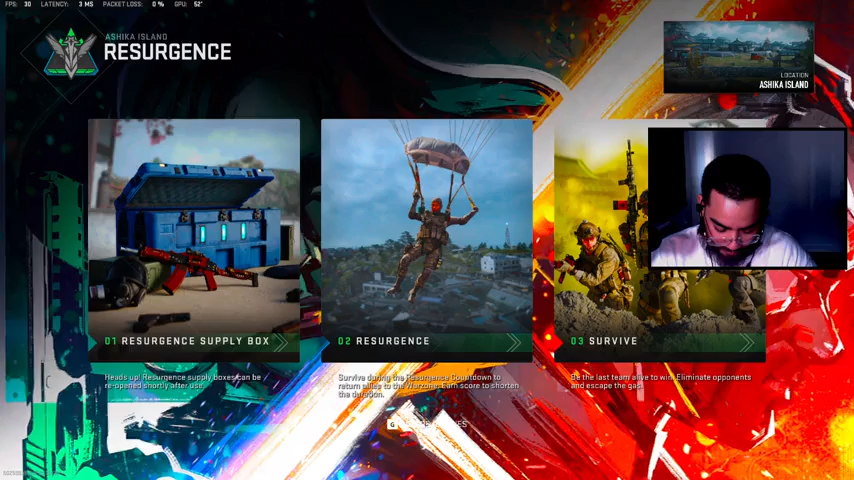 FPS: 30 LATENCY: 3 MS PACKET LOSS: 0 % GPU: 52°
ASHIKA ISLAND
RESURGENCE
LOCATION
ASHIKA ISLAND
01 RESURGENCE SUPPLY BOX
02 RESURGENCE
03 SURVIVE
Heads up! Resurgence supply boxes can be
re-opened shortly after use.
Survive during the Resurgence Countdown to
return allies to the Warzone. Earn score to shorten
the duration.
Be the last team alive to win. Eliminate opponents
and escape the gas.
G